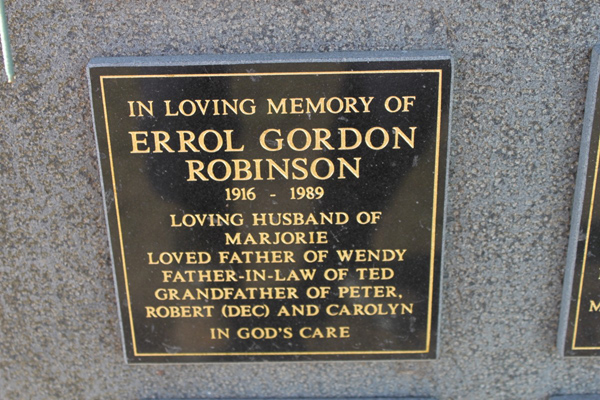 IN LOVING MEMORY OF
ERROL GORDON
ROBINSON
1916 - 1989
LOVING HUSBAND OF
MARJORIE
LOVED FATHER OF WENDY
FATHER-IN-LAW OF TED
GRANDFATHER OF PETER,
ROBERT (DEC) AND CAROLYN
IN GOD'S CARE